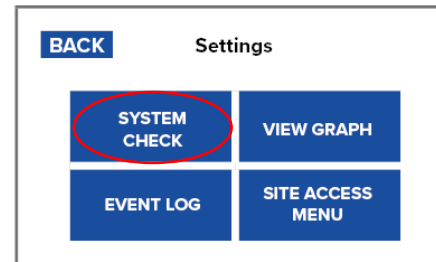 BACK Settings
SYSTEM
CHECK
VIEW GRAPH
EVENT LOG
SITE ACCESS
MENU